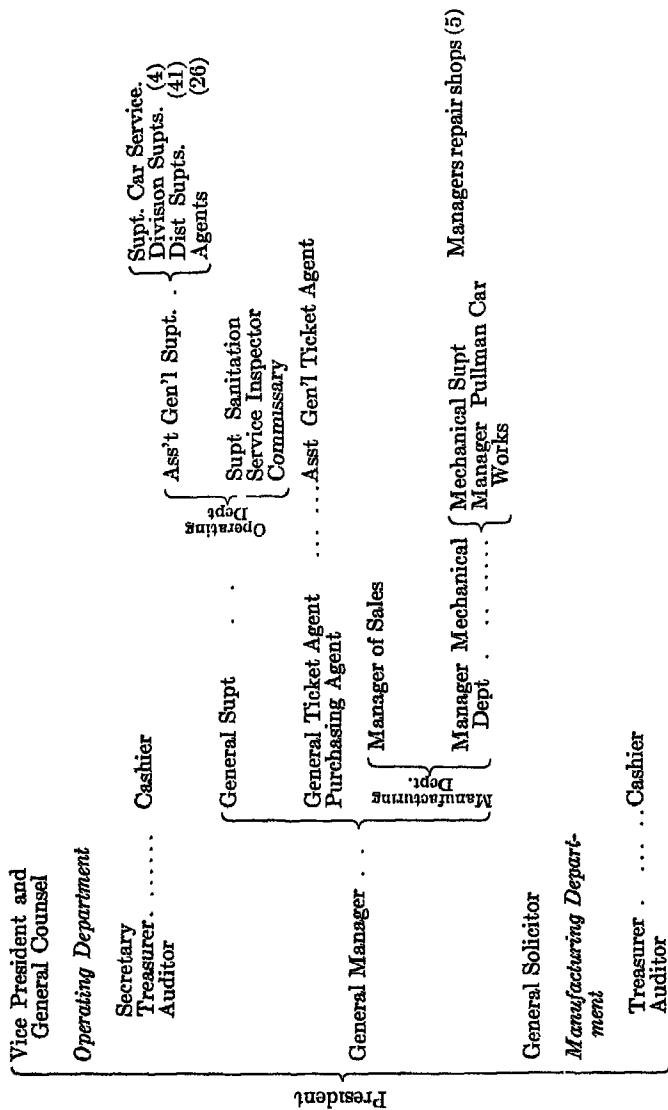 President
Vice President and
General Counsel
Operating Department
Secretary
Treasurer. . . . . . . Cashier
Auditor
General Manager . .
General Supt . .
Operating
Dept
Ass't Gen'l Supt. .
Supt. Car Service.
Division Supts. (4)
Dist Supts. (41)
Agents (26)
Supt Sanitation
Service Inspector
Commissary
General Ticket Agent ... .... Asst Gen'l Ticket Agent
Purchasing Agent
Manufacturing
Dept.
Manager of Sales
Manager Mechanical
Dept . . .. ......
Mechanical Supt
Manager Pullman Car
Works
Managers repair shops (5)
General Solicitor
Manufacturing Depart-
ment
Treasurer . .... ... ..Cashier
Auditor